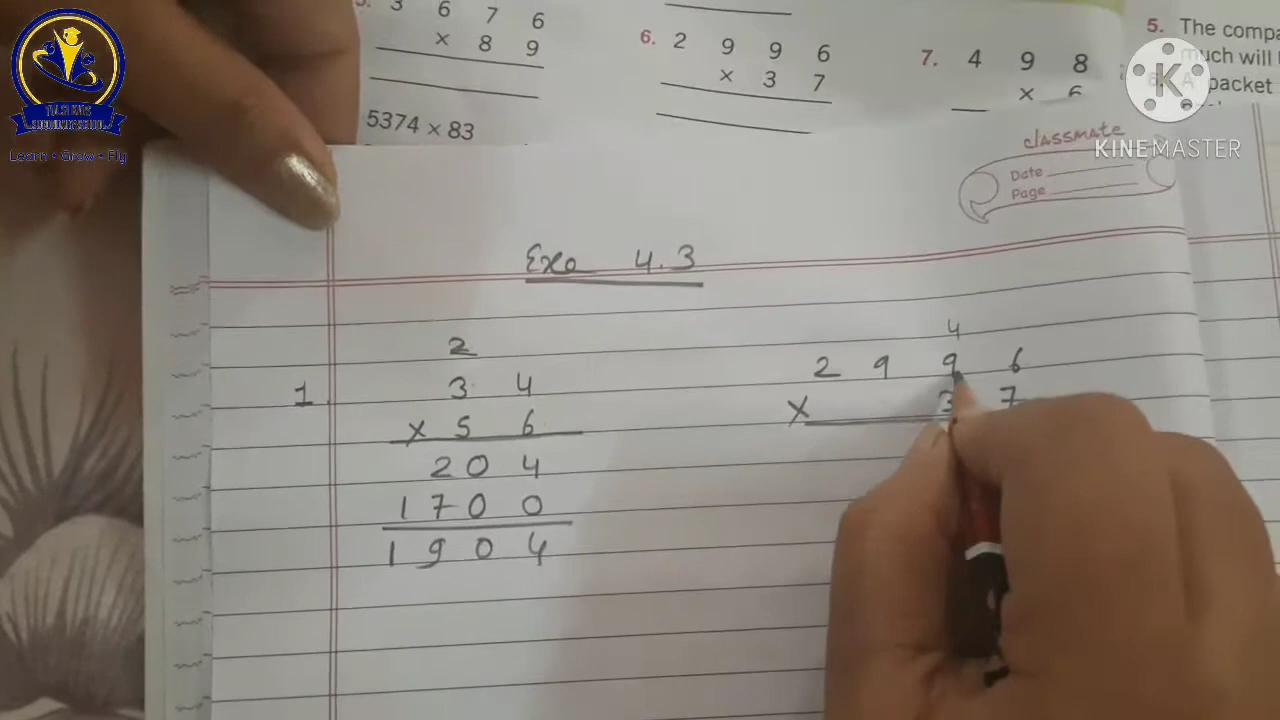 3 6 7 6
× 8 9
5374 × 83
6. 2 9 9 6
× 3 7
7. 4 9 8
× 6
5. The compa
much will
packet
K
KINEMASTER
Learn • Grow • Fly
classmate
Date
Page
Exe 4.3
2
1. 3 4
× 5 6
2 0 4
1 7 0 0
1 9 0 4
4
2 9 9 6
× 3 7